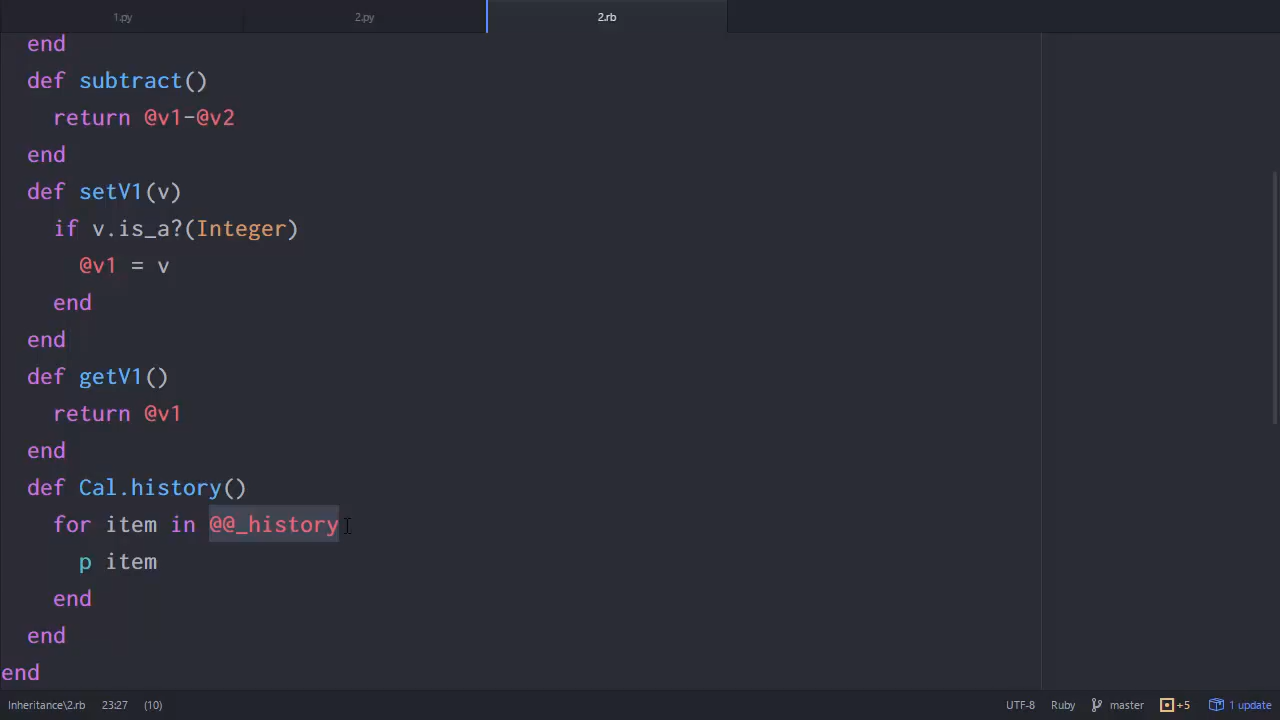 1.py 2.py 2.rb
end
def subtract()
return @v1-@v2
end
def setV1(v)
if v.is_a?(Integer)
@v1 = v
end
end
def getV1()
return @v1
end
def Cal.history()
for item in @@_history
p item
end
end
end
Inheritance\2.rb 23:27 (10) UTF-8 Ruby master +5 1 update